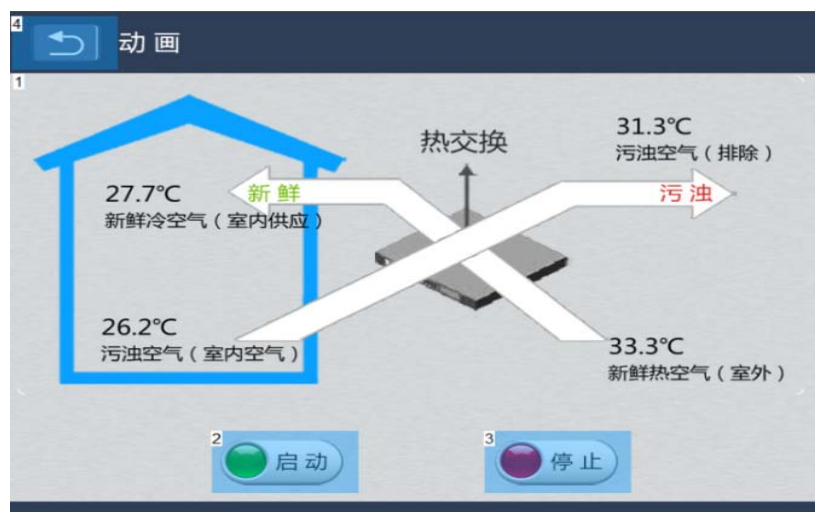 4
动画
1
热交换
31.3℃
污浊空气（排除）
27.7℃
新鲜
污浊
新鲜冷空气（室内供应）
26.2℃
污浊空气（室内空气）
33.3℃
新鲜热空气（室外）
2
启动
3
停止